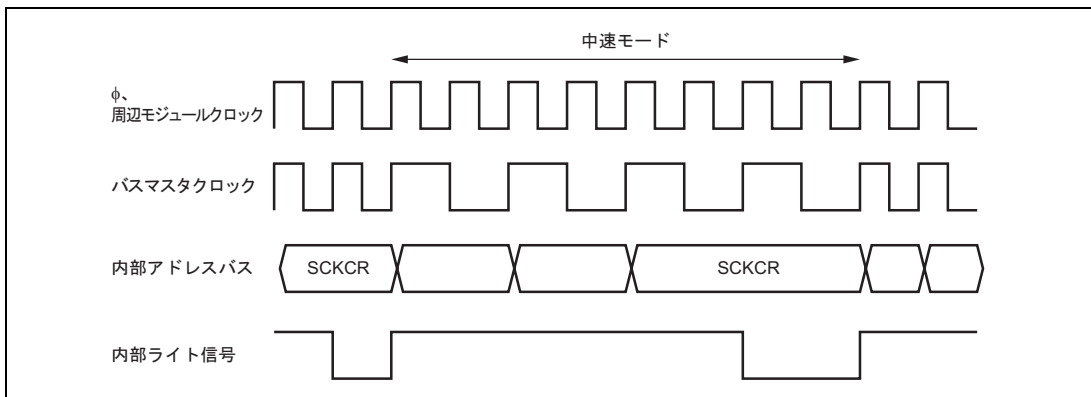 中速モード
φ、
周辺モジュールクロック
バスマスタクロック
内部アドレスバス
SCKCR
SCKCR
内部ライト信号